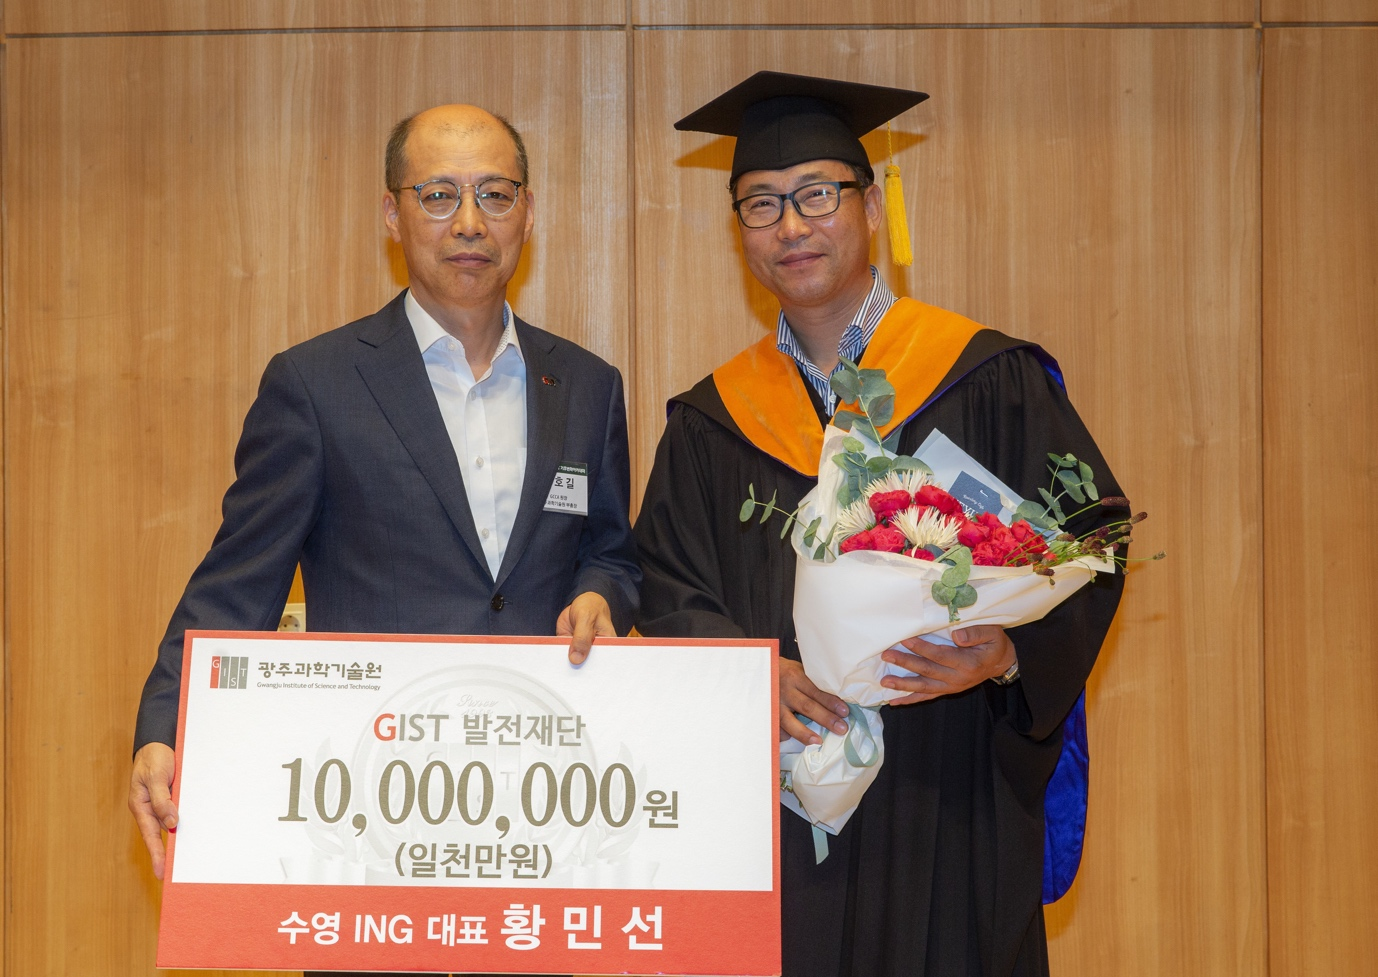 GIST 광주과학기술원
Gwangju Institute of Science and Technology
GIST 발전재단
10,000,000원
(일천만원)
수영 ING 대표 황 민 선
호 길